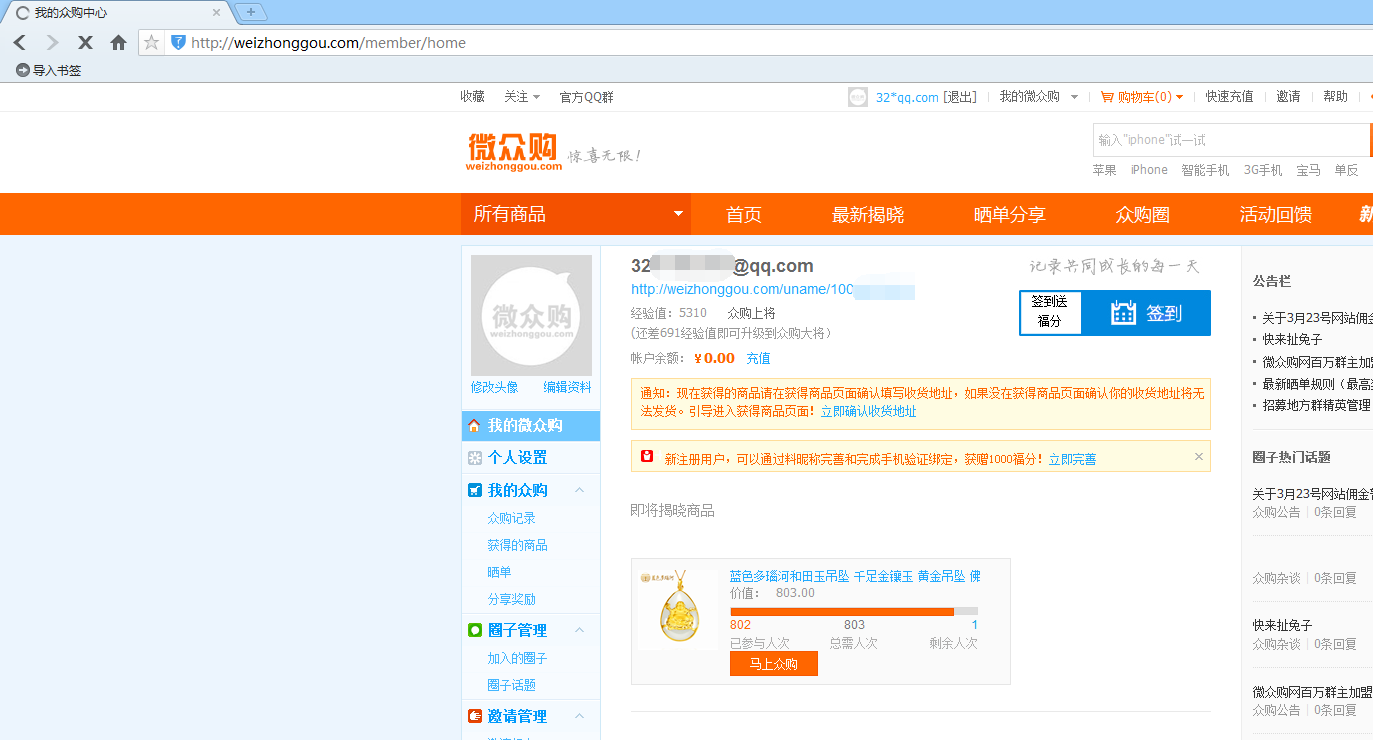 我的众购中心
http://weizhonggou.com/member/home
导入书签
收藏 关注 官方QQ群 32*qq.com [退出] 我的微众购 购物车(0) 快速充值 邀请 帮助
微众购
weizhonggou.com
惊喜无限!
输入"iphone"试一试
苹果 iPhone 智能手机 3G手机 宝马 单反
所有商品 首页 最新揭晓 晒单分享 众购圈 活动回馈 新
微众购
weizhonggou.com
修改头像 编辑资料
我的微众购
个人设置
我的众购
众购记录
获得的商品
晒单
分享奖励
圈子管理
加入的圈子
圈子话题
邀请管理
32 @qq.com
http://weizhonggou.com/uname/100
经验值：5310 众购上将
(还差691经验值即可升级到众购大将)
帐户余额：￥0.00 充值
记录共同成长的每一天
签到送
福分
签到
通知：现在获得的商品请在获得商品页面确认填写收货地址，如果没在获得商品页面确认你的收货地址将无
法发货。引导进入获得商品页面！立即确认收货地址
新注册用户，可以通过料昵称完善和完成手机验证绑定，获赠1000福分！立即完善
即将揭晓商品
蓝色多瑙河和田玉吊坠 千足金镶玉 黄金吊坠 佛
价值： 803.00
802 803 1
已参与人次 总需人次 剩余人次
马上众购
公告栏
关于3月23号网站佣金
快来扯兔子
微众购网百万群主加盟
最新晒单规则（最高奖
招募地方群精英管理
圈子热门话题
关于3月23号网站佣金
众购公告 0条回复
众购杂谈 0条回复
快来扯兔子
众购杂谈 0条回复
微众购网百万群主加盟
众购公告 0条回复